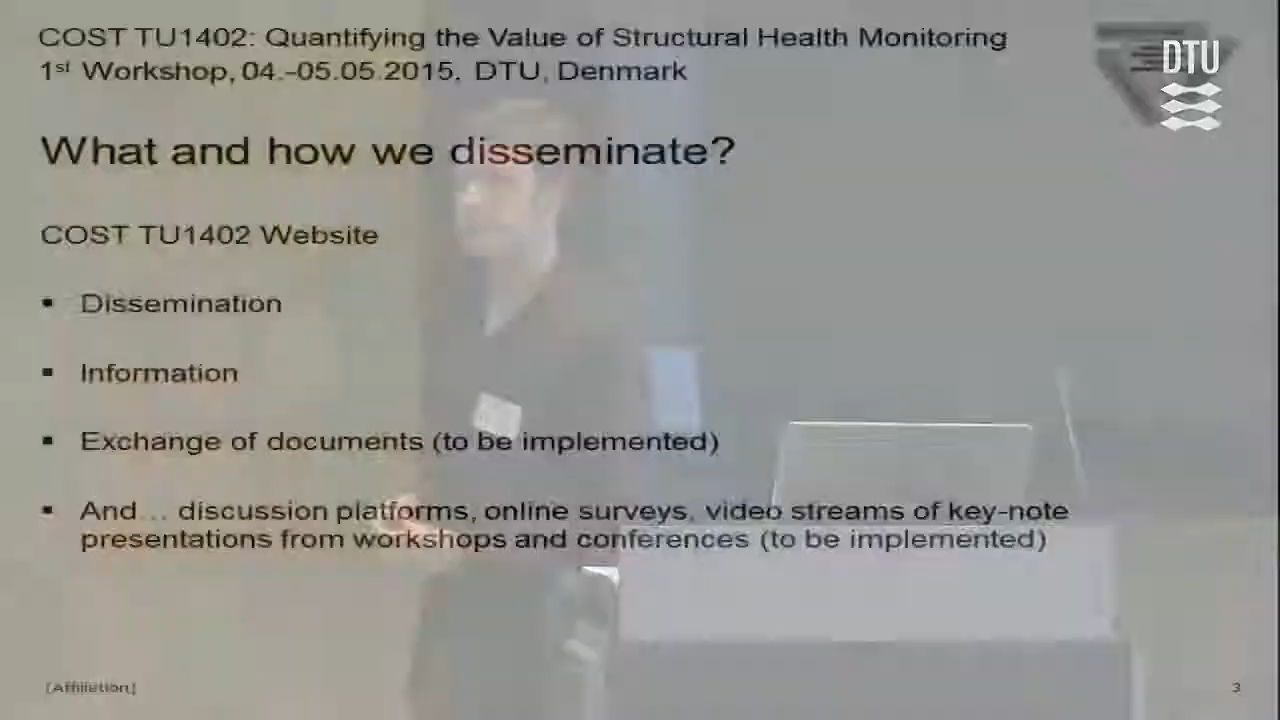 COST TU1402: Quantifying the Value of Structural Health Monitoring
1st Workshop, 04.-05.05.2015. DTU, Denmark
DTU
What and how we disseminate?
COST TU1402 Website
▪ Dissemination
▪ Information
▪ Exchange of documents (to be implemented)
▪ And... discussion platforms, online surveys, video streams of key-note
presentations from workshops and conferences (to be implemented)
[Affiliation]
3